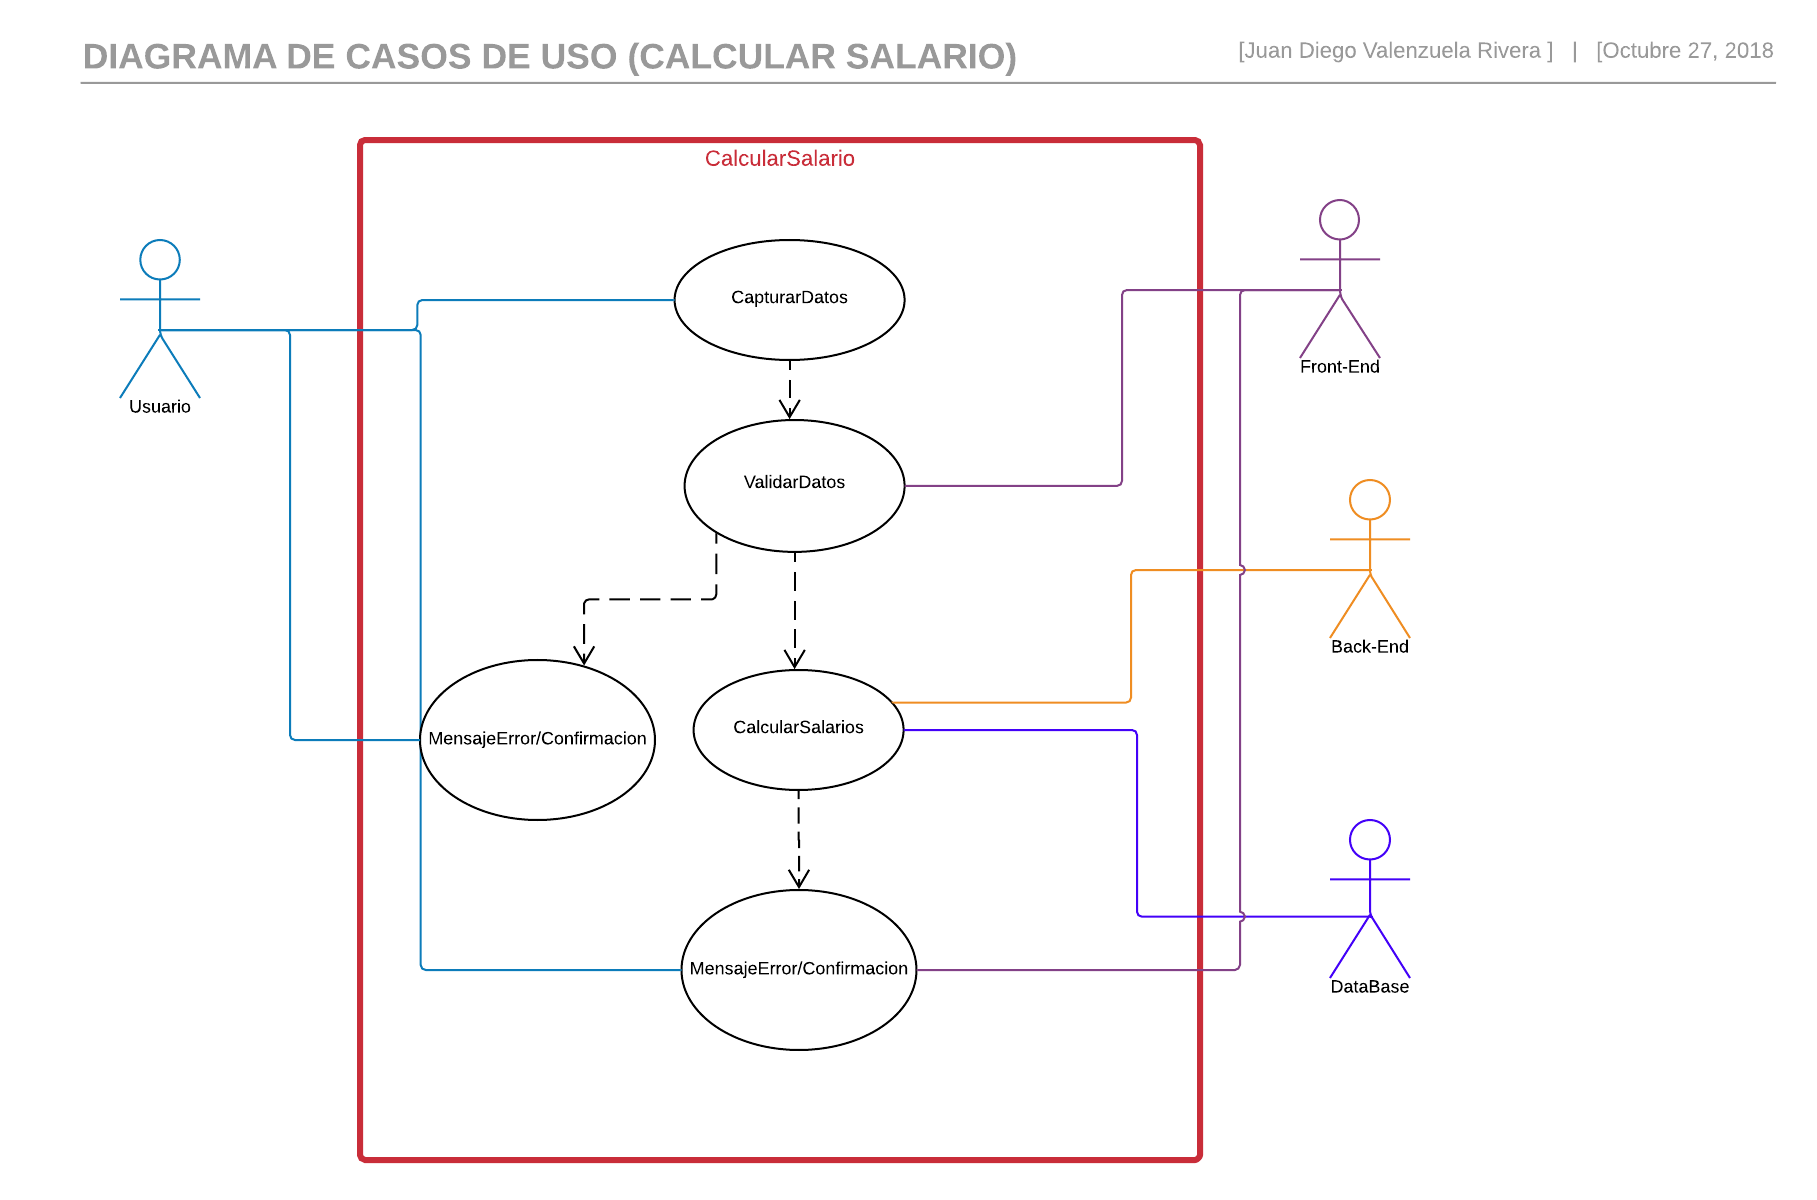 DIAGRAMA DE CASOS DE USO (CALCULAR SALARIO)
[Juan Diego Valenzuela Rivera ] | [Octubre 27, 2018
CalcularSalario
CapturarDatos
Front-End
Usuario
ValidarDatos
Back-End
CalcularSalarios
MensajeError/Confirmacion
MensajeError/Confirmacion
DataBase